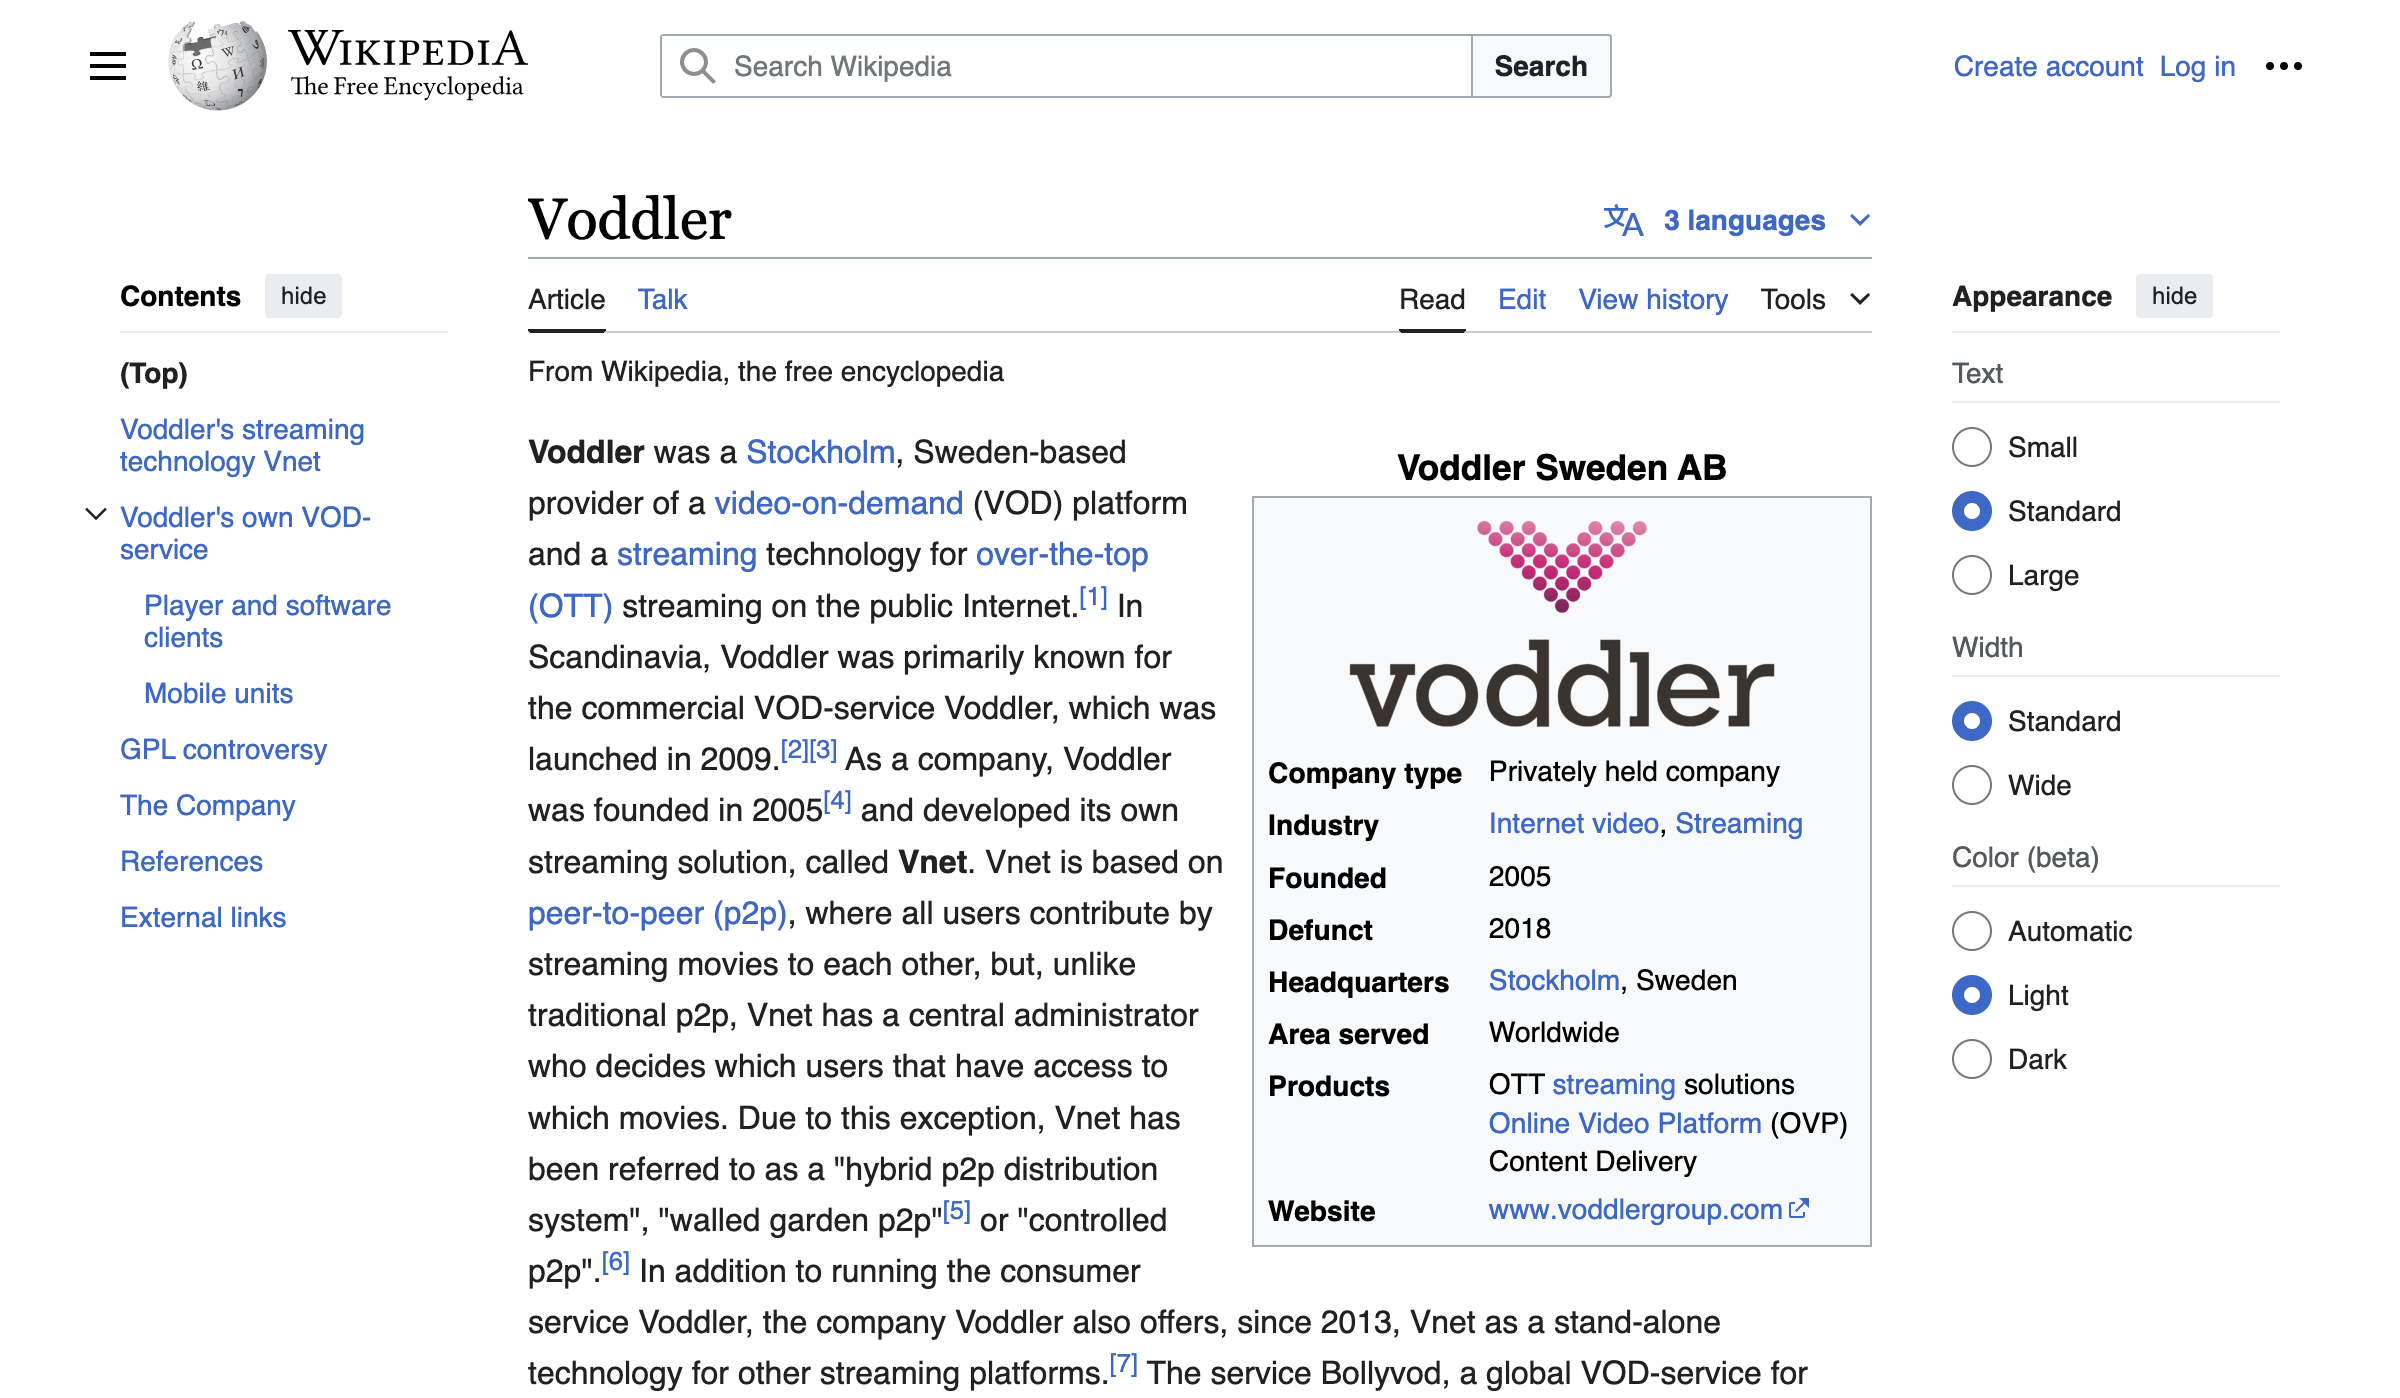 WIKIPEDIA
The Free Encyclopedia
Search Wikipedia
Search
Create account
Log in
Voddler
3 languages
Contents
hide
(Top)
Voddler's streaming
technology Vnet
Voddler's own VOD-
service
Player and software
clients
Mobile units
GPL controversy
The Company
References
External links
Article
Talk
Read
Edit
View history
Tools
From Wikipedia, the free encyclopedia
Voddler was a Stockholm, Sweden-based
provider of a video-on-demand (VOD) platform
and a streaming technology for over-the-top
(OTT) streaming on the public Internet.[1] In
Scandinavia, Voddler was primarily known for
the commercial VOD-service Voddler, which was
launched in 2009.[2][3] As a company, Voddler
was founded in 2005[4] and developed its own
streaming solution, called Vnet. Vnet is based on
peer-to-peer (p2p), where all users contribute by
streaming movies to each other, but, unlike
traditional p2p, Vnet has a central administrator
who decides which users that have access to
which movies. Due to this exception, Vnet has
been referred to as a "hybrid p2p distribution
system", "walled garden p2p"[5] or "controlled
p2p".[6] In addition to running the consumer
service Voddler, the company Voddler also offers, since 2013, Vnet as a stand-alone
technology for other streaming platforms.[7] The service Bollyvod, a global VOD-service for
Voddler Sweden AB
voddler
Company type Privately held company
Industry Internet video, Streaming
Founded 2005
Defunct 2018
Headquarters Stockholm, Sweden
Area served Worldwide
Products OTT streaming solutions
Online Video Platform (OVP)
Content Delivery
Website www.voddlergroup.com
Appearance
hide
Text
Small
Standard
Large
Width
Standard
Wide
Color (beta)
Automatic
Light
Dark